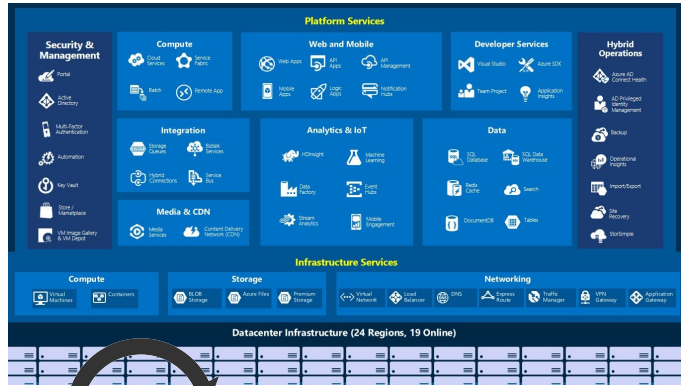 Platform Services
Security &
Management
Portal
Active
Directory
Multi-Factor
Authentication
Automation
Key Vault
Store /
Marketplace
VM Image Gallery
& VM Depot
Compute
Cloud
Services
Service
Fabric
Batch
Remote App
Web and Mobile
Web Apps
API
Apps
API
Management
Mobile
Apps
Logic
Apps
Notification
Hubs
Developer Services
Visual Studio
Azure SDK
Team Project
Application
Insights
Hybrid
Operations
Azure AD
Connect Health
AD Privileged
Identity
Management
Backup
Operational
Insights
Import/Export
Site
Recovery
StorSimple
Integration
Storage
Queues
Biztalk
Services
Hybrid
Connections
Service
Bus
Analytics & IoT
HDInsight
Machine
Learning
Data
Factory
Event
Hubs
Stream
Analytics
Mobile
Engagement
Data
SQL
Database
SQL Data
Warehouse
Redis
Cache
Search
DocumentDB
Tables
Media & CDN
Media
Services
Content Delivery
Network (CDN)
Infrastructure Services
Compute
Virtual
Machines
Containers
Storage
BLOB
Storage
Azure Files
Premium
Storage
Networking
Virtual
Network
Load
Balancer
DNS
Express
Route
Traffic
Manager
VPN
Gateway
Application
Gateway
Datacenter Infrastructure (24 Regions, 19 Online)